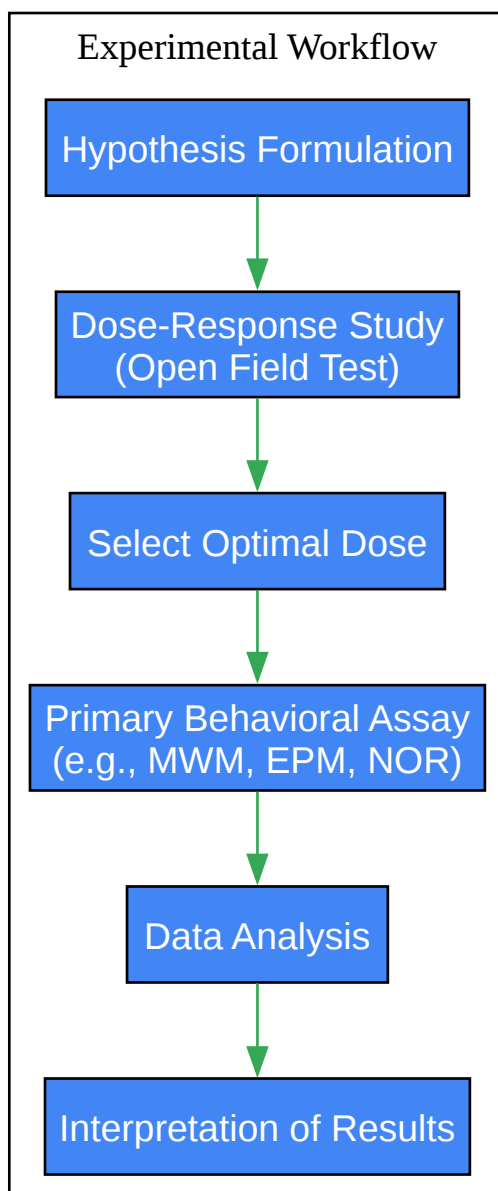 Experimental Workflow
Hypothesis Formulation
Dose-Response Study
(Open Field Test)
Select Optimal Dose
Primary Behavioral Assay
(e.g., MWM, EPM, NOR)
Data Analysis
Interpretation of Results